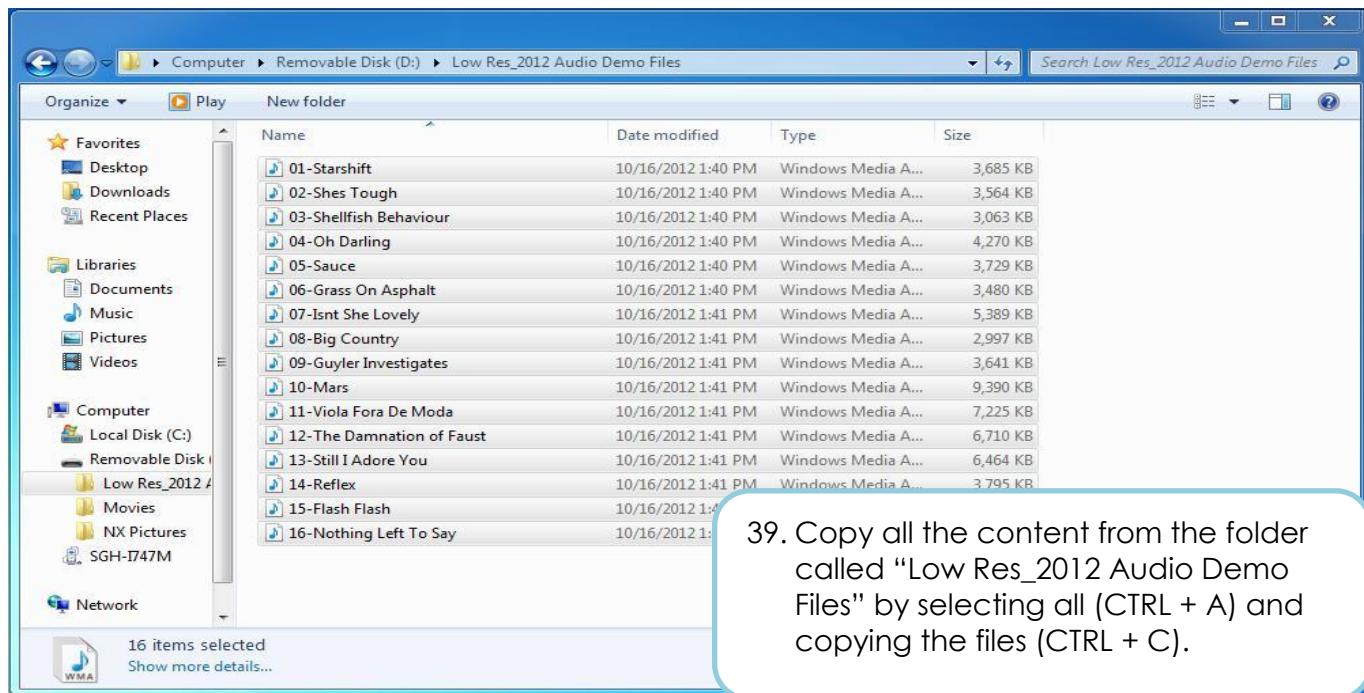 Computer ▸ Removable Disk (D:) ▸ Low Res_2012 Audio Demo Files
Search Low Res_2012 Audio Demo Files
Organize Play New folder
Favorites
Desktop
Downloads
Recent Places
Libraries
Documents
Music
Pictures
Videos
Computer
Local Disk (C:)
Removable Disk (
Low Res_2012 A
Movies
NX Pictures
SGH-I747M
Network
Name Date modified Type Size
01-Starshift 10/16/2012 1:40 PM Windows Media A... 3,685 KB
02-Shes Tough 10/16/2012 1:40 PM Windows Media A... 3,564 KB
03-Shellfish Behaviour 10/16/2012 1:40 PM Windows Media A... 3,063 KB
04-Oh Darling 10/16/2012 1:40 PM Windows Media A... 4,270 KB
05-Sauce 10/16/2012 1:40 PM Windows Media A... 3,729 KB
06-Grass On Asphalt 10/16/2012 1:40 PM Windows Media A... 3,480 KB
07-Isnt She Lovely 10/16/2012 1:41 PM Windows Media A... 5,389 KB
08-Big Country 10/16/2012 1:41 PM Windows Media A... 2,997 KB
09-Guyler Investigates 10/16/2012 1:41 PM Windows Media A... 3,641 KB
10-Mars 10/16/2012 1:41 PM Windows Media A... 9,390 KB
11-Viola Fora De Moda 10/16/2012 1:41 PM Windows Media A... 7,225 KB
12-The Damnation of Faust 10/16/2012 1:41 PM Windows Media A... 6,710 KB
13-Still I Adore You 10/16/2012 1:41 PM Windows Media A... 6,464 KB
14-Reflex 10/16/2012 1:41 PM Windows Media A... 3,795 KB
15-Flash Flash 10/16/2012 1:4
16-Nothing Left To Say 10/16/2012 1:
16 items selected
Show more details...
WMA
39. Copy all the content from the folder
called “Low Res_2012 Audio Demo
Files” by selecting all (CTRL + A) and
copying the files (CTRL + C).